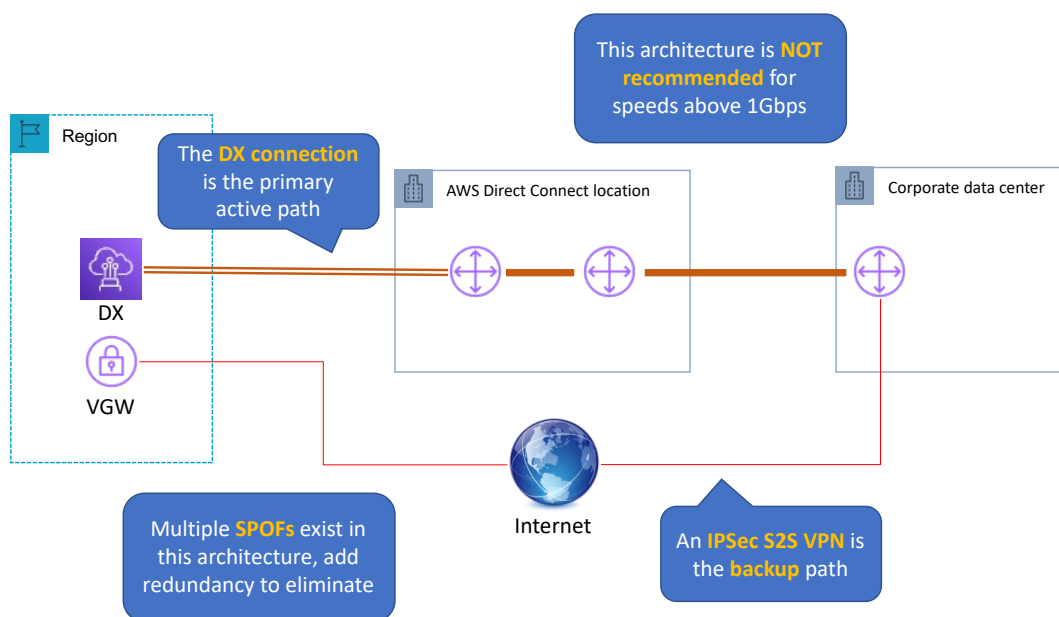 This architecture is NOT
recommended for
speeds above 1Gbps
Region
The DX connection
is the primary
active path
AWS Direct Connect location
Corporate data center
DX
VGW
Internet
Multiple SPOFs exist in
this architecture, add
redundancy to eliminate
An IPSec S2S VPN is
the backup path